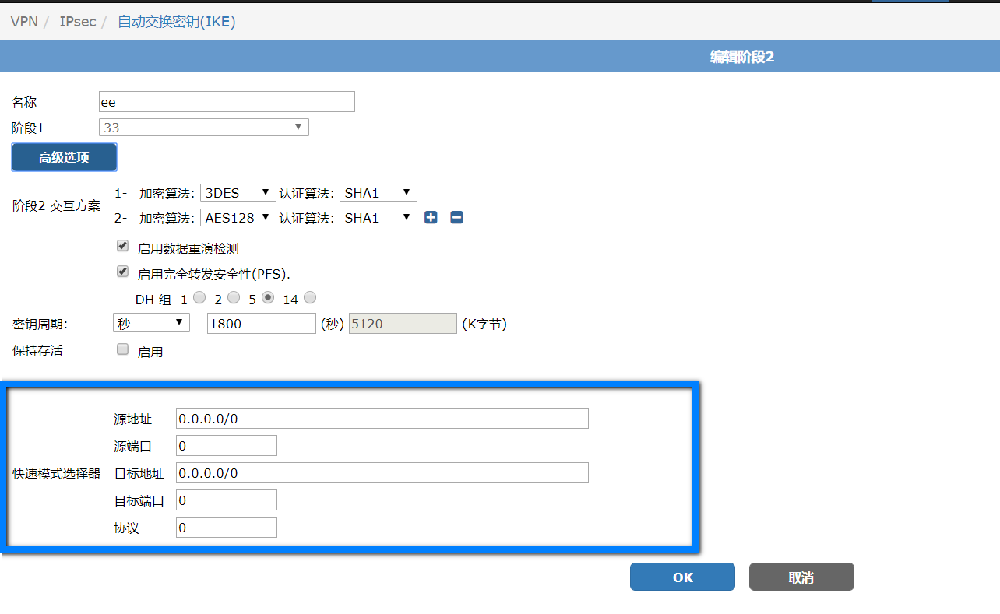 VPN / IPsec / 自动交换密钥(IKE)
编辑阶段2
名称 ee
阶段1 33
高级选项
阶段2 交互方案
1- 加密算法: 3DES 认证算法: SHA1
2- 加密算法: AES128 认证算法: SHA1
启用数据重演检测
启用完全转发安全性(PFS).
DH 组 1 2 5 14
密钥周期: 秒 1800 (秒) 5120 (K字节)
保持存活 启用
快速模式选择器
源地址 0.0.0.0/0
源端口 0
目标地址 0.0.0.0/0
目标端口 0
协议 0
OK 取消